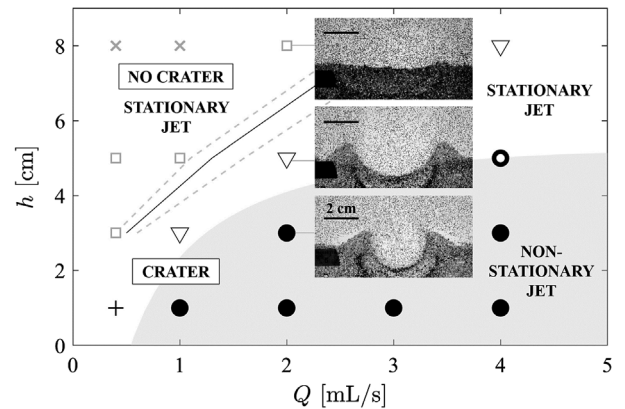 8
NO CRATER
STATIONARY
JET
STATIONARY
JET
6
h [cm]
4
2 cm
2
CRATER
NON-
STATIONARY
JET
0
0 1 2 3 4 5
Q [mL/s]